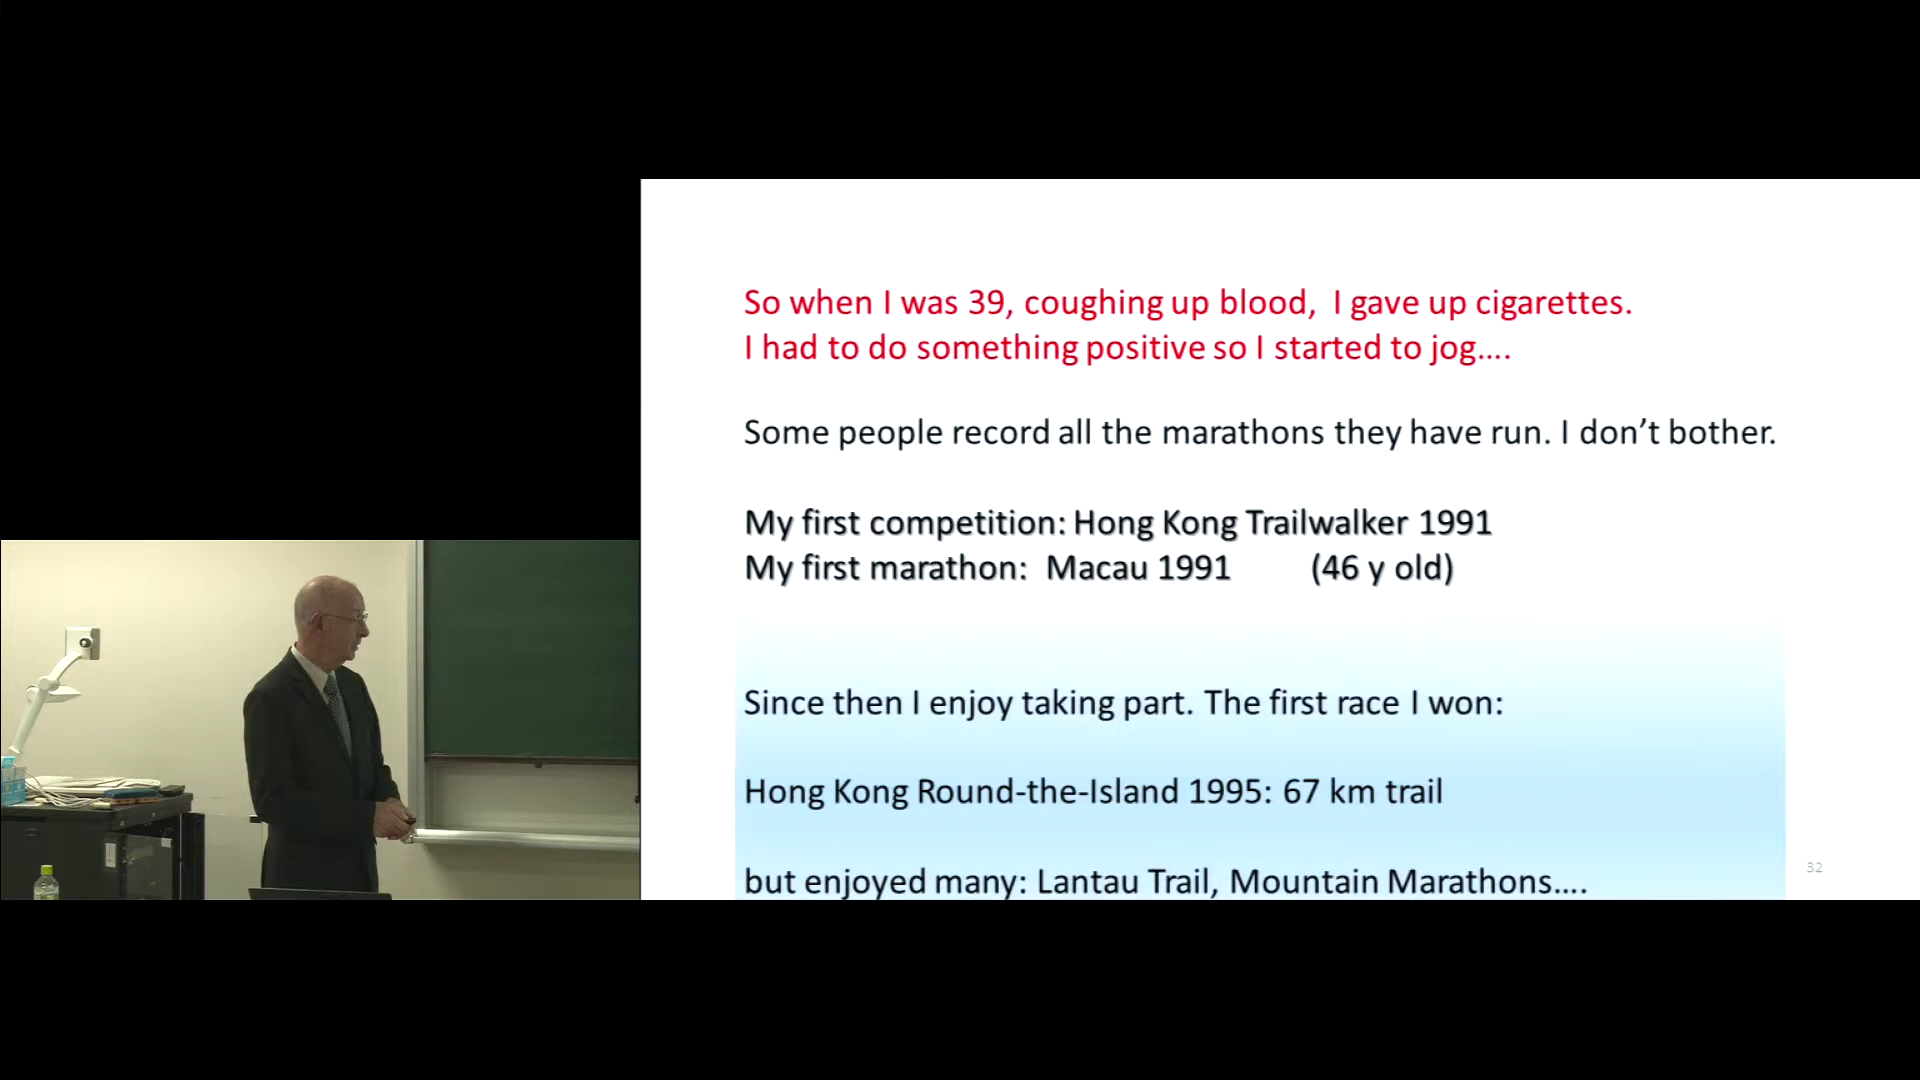 So when I was 39, coughing up blood, I gave up cigarettes.
I had to do something positive so I started to jog....
Some people record all the marathons they have run. I don’t bother.
My first competition: Hong Kong Trailwalker 1991
My first marathon: Macau 1991 (46 y old)
Since then I enjoy taking part. The first race I won:
Hong Kong Round-the-Island 1995: 67 km trail
but enjoyed many: Lantau Trail, Mountain Marathons....
32